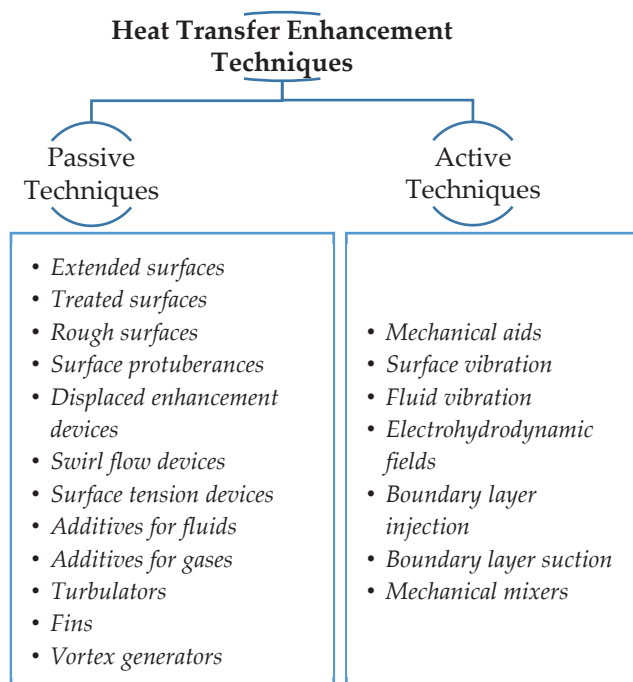 Heat Transfer Enhancement
Techniques
Passive
Techniques
Active
Techniques
• Extended surfaces
• Treated surfaces
• Rough surfaces
• Surface protuberances
• Displaced enhancement
devices
• Swirl flow devices
• Surface tension devices
• Additives for fluids
• Additives for gases
• Turbulators
• Fins
• Vortex generators
• Mechanical aids
• Surface vibration
• Fluid vibration
• Electrohydrodynamic
fields
• Boundary layer
injection
• Boundary layer suction
• Mechanical mixers